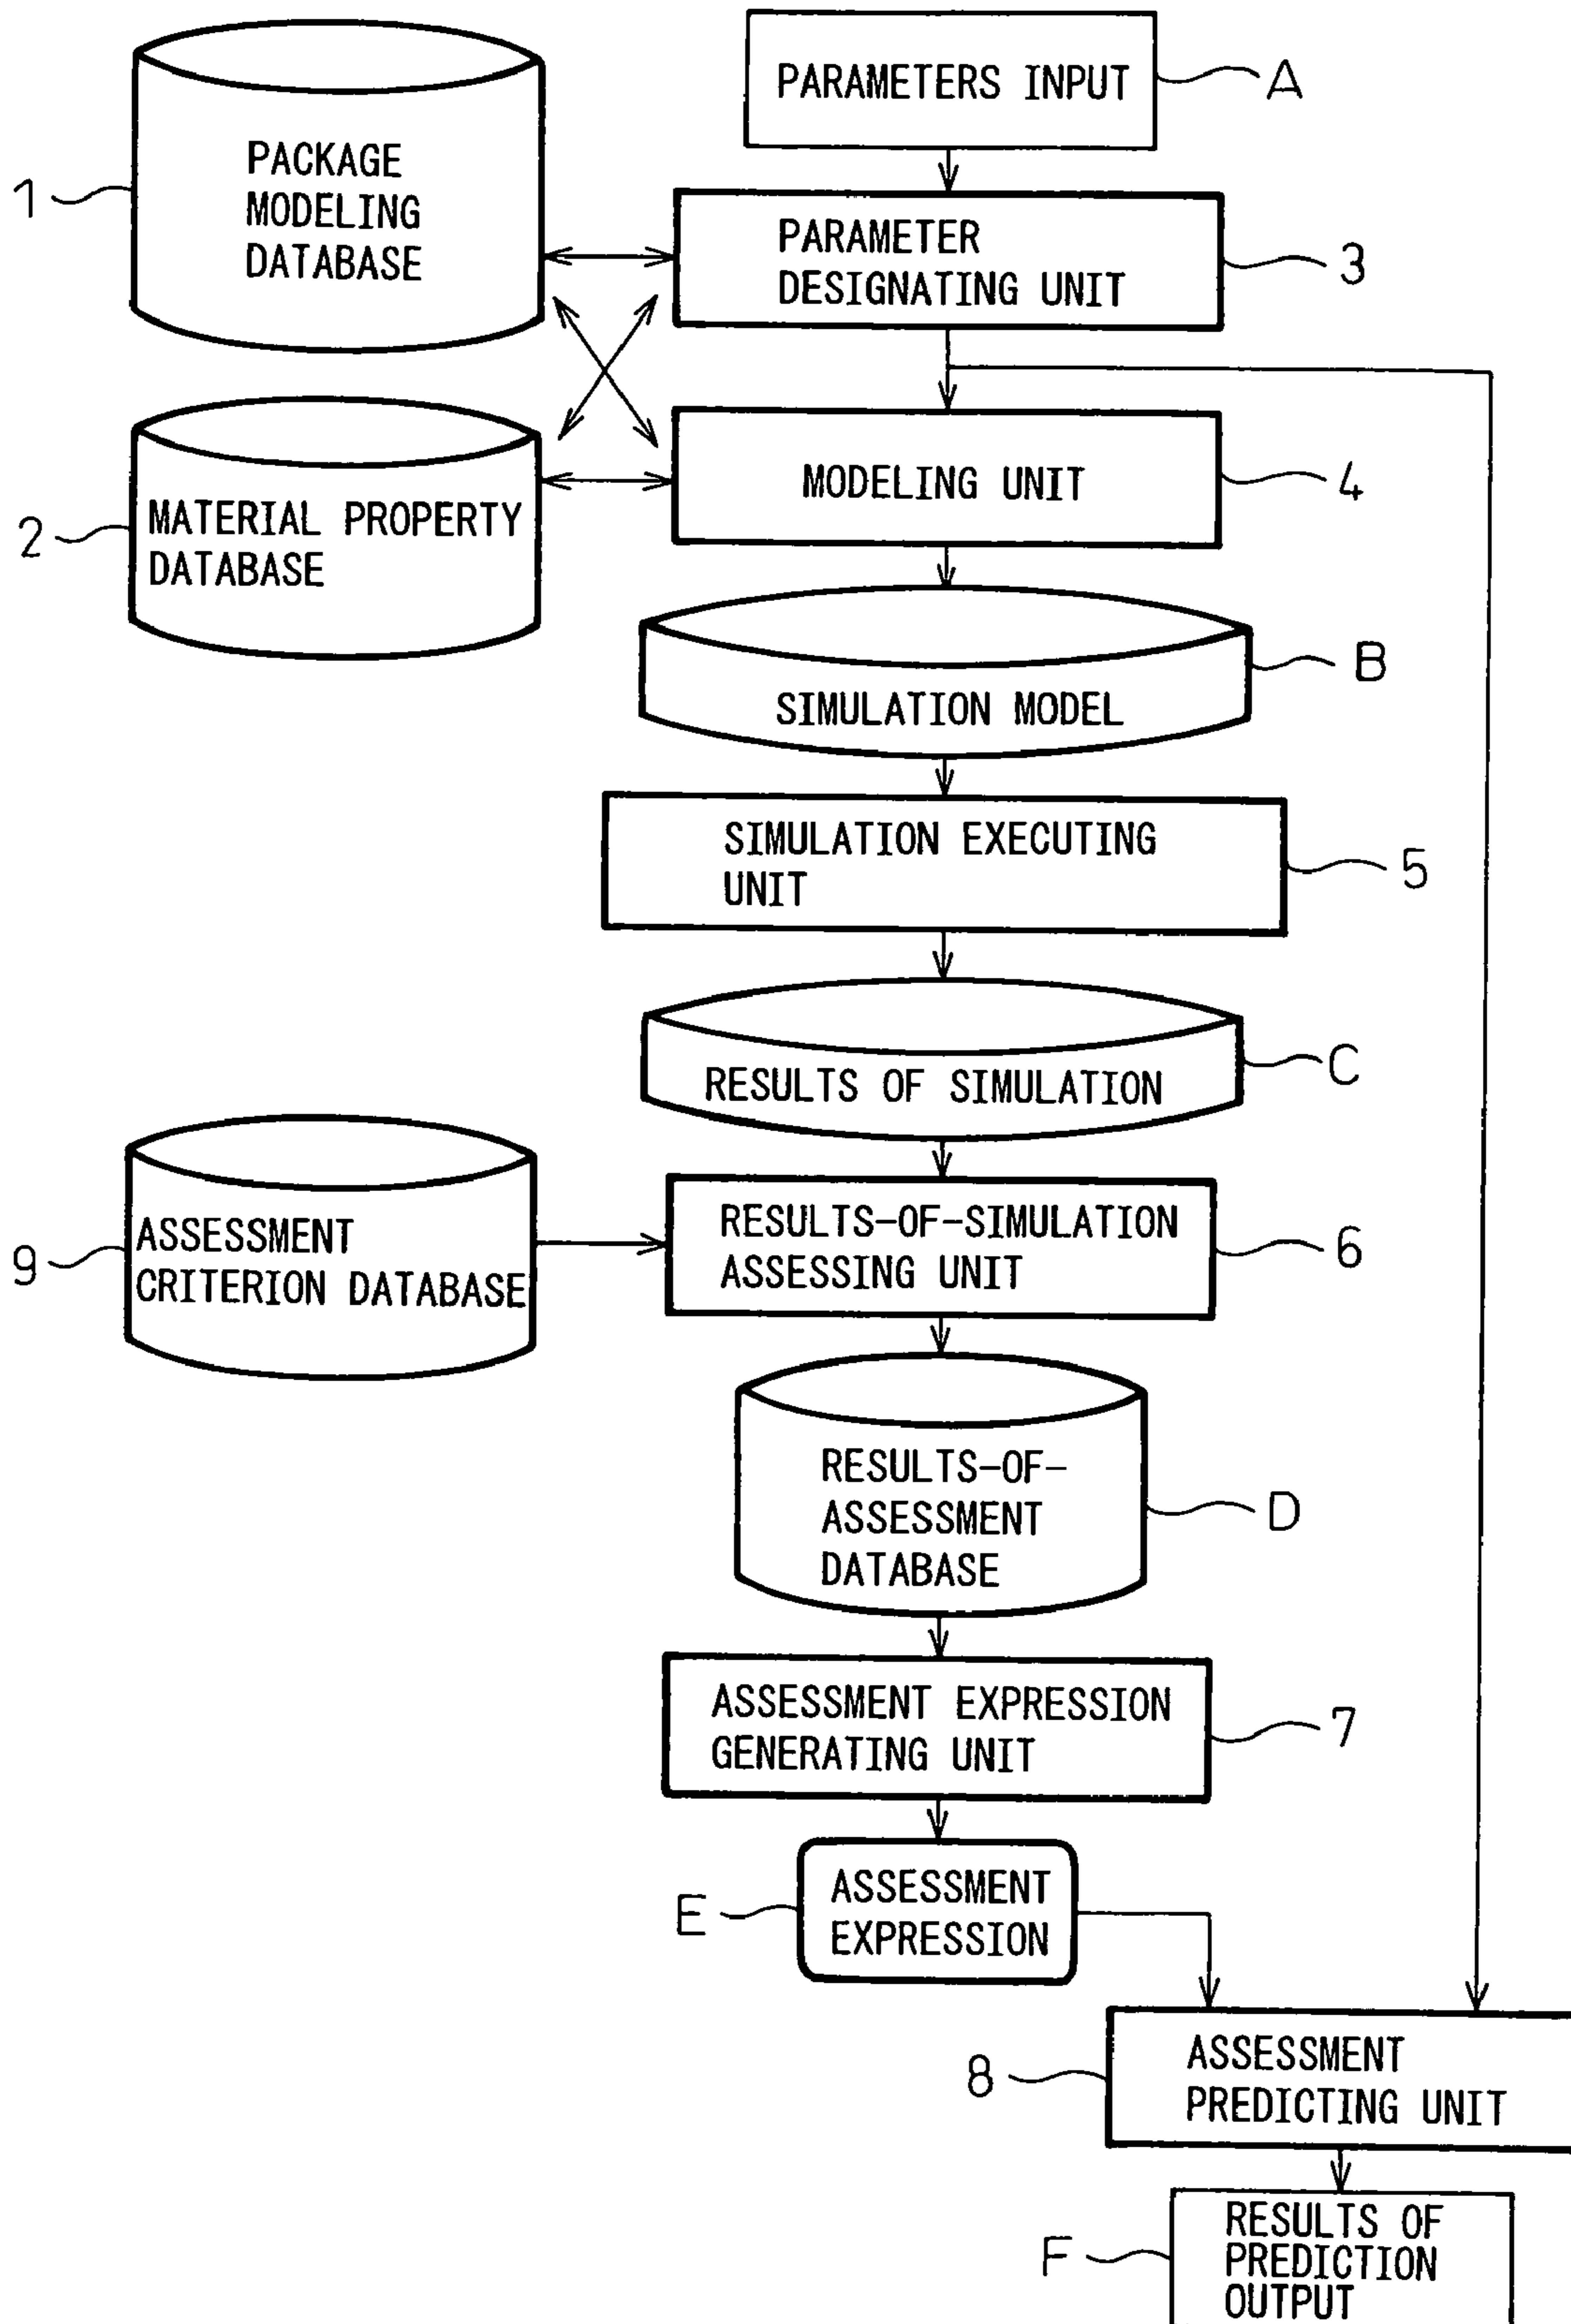 PARAMETERS INPUT
A
PACKAGE
MODELING
DATABASE
1
PARAMETER
DESIGNATING UNIT
3
MODELING UNIT
4
MATERIAL PROPERTY
DATABASE
2
SIMULATION MODEL
B
SIMULATION EXECUTING
UNIT
5
RESULTS OF SIMULATION
C
ASSESSMENT
CRITERION DATABASE
9
RESULTS-OF-SIMULATION
ASSESSING UNIT
6
RESULTS-OF-
ASSESSMENT
DATABASE
D
ASSESSMENT EXPRESSION
GENERATING UNIT
7
E
ASSESSMENT
EXPRESSION
8
ASSESSMENT
PREDICTING UNIT
F
RESULTS OF
PREDICTION
OUTPUT